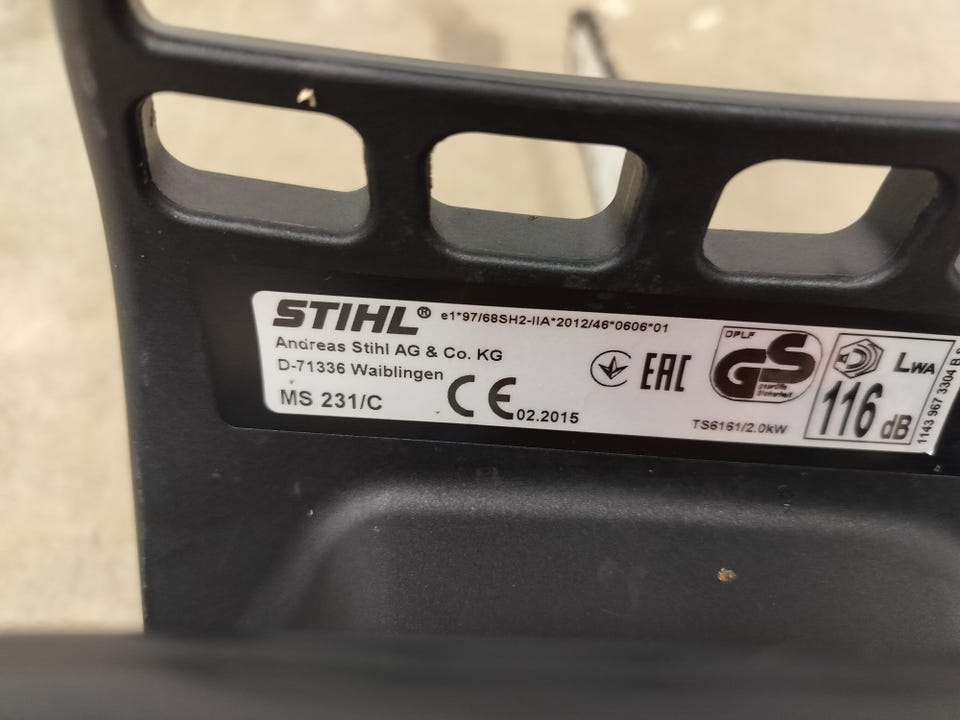 STIHL® e1*97/68SH2-IIA*2012/46*0606*01
Andreas Stihl AG & Co. KG
D-71336 Waiblingen
MS 231/C
CE 02.2015
EAC
DPLF
GS
geprüfte
Sicherheit
TS6161/2.0kW
LWA
116 dB
1143 967 3304 B